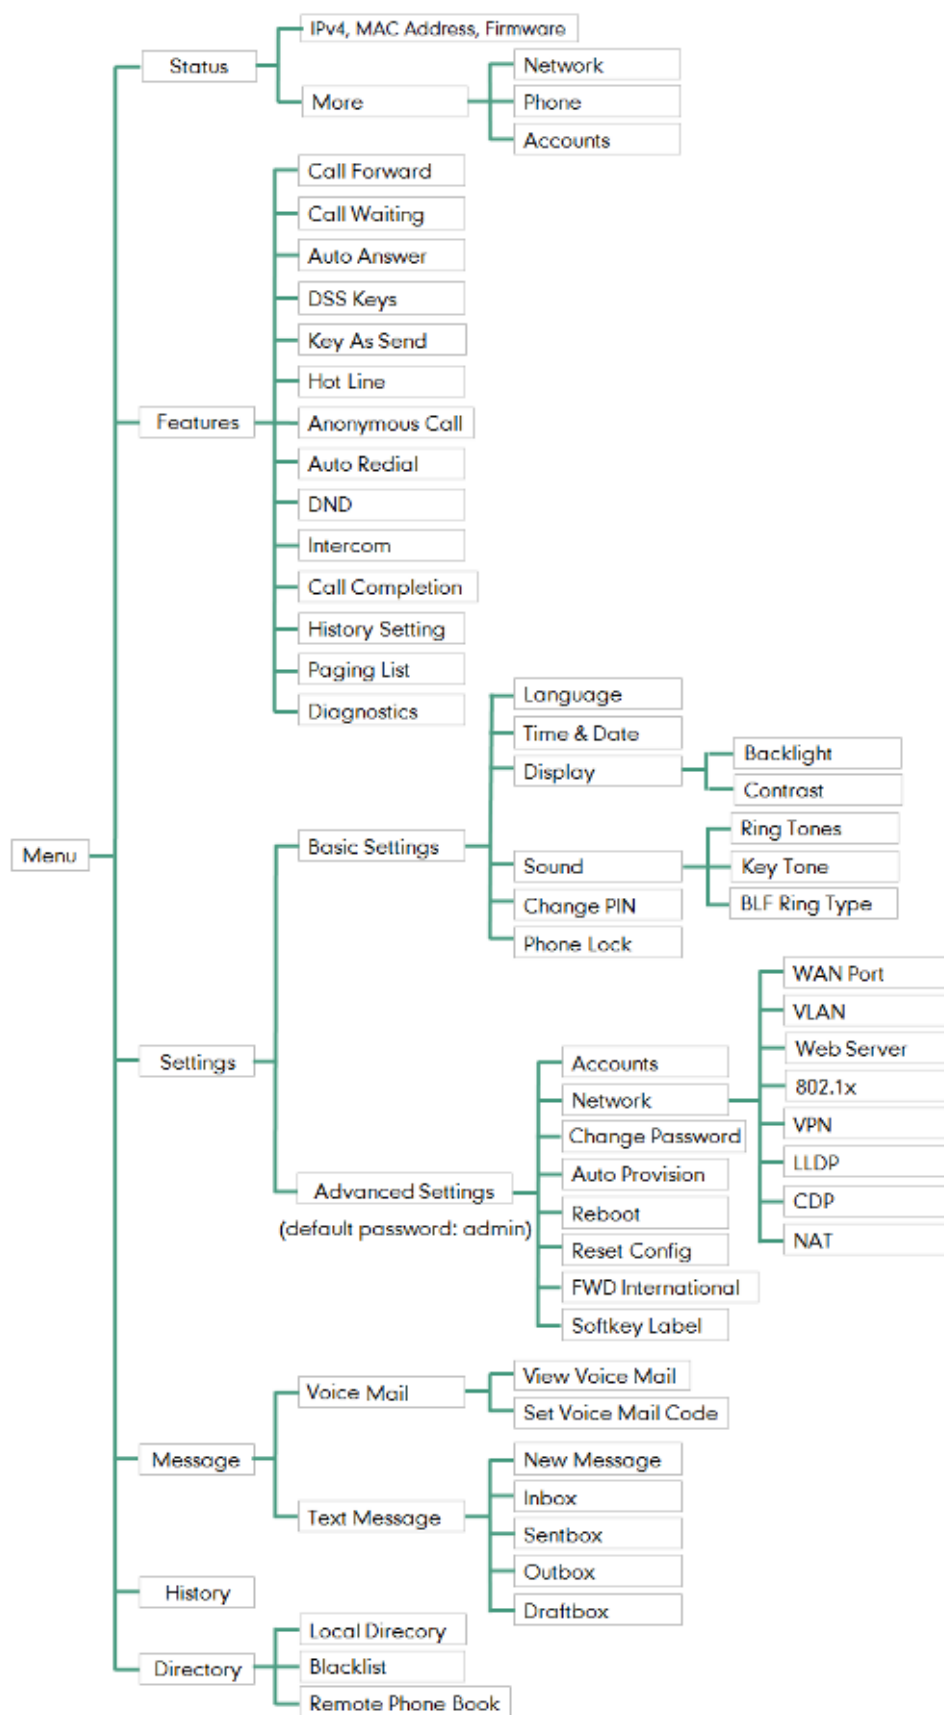 IPv4, MAC Address, Firmware
Status
Network
More
Phone
Accounts
Call Forward
Call Waiting
Auto Answer
DSS Keys
Key As Send
Hot Line
Features
Anonymous Call
Auto Redial
DND
Intercom
Call Completion
History Setting
Paging List
Diagnostics
Language
Time & Date
Display
Backlight
Contrast
Menu
Basic Settings
Ring Tones
Sound
Key Tone
Change PIN
BLF Ring Type
Phone Lock
WAN Port
VLAN
Web Server
Settings
Accounts
802.1x
Network
VPN
Change Password
LLDP
Auto Provision
Advanced Settings
CDP
(default password: admin)
Reboot
NAT
Reset Config
FWD International
Softkey Label
View Voice Mail
Voice Mail
Set Voice Mail Code
Message
New Message
Inbox
Text Message
Sentbox
Outbox
History
Draftbox
Local Direcory
Directory
Blacklist
Remote Phone Book